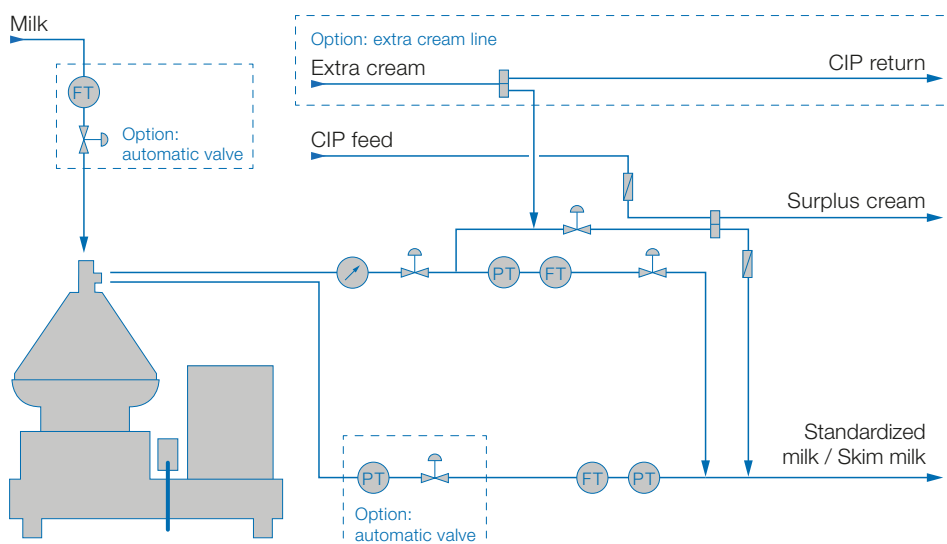 Milk
FT
Option:
automatic valve
Option: extra cream line
Extra cream
CIP return
CIP feed
Surplus cream
PT
FT
Standardized
milk / Skim milk
PT
FT
PT
Option:
automatic valve